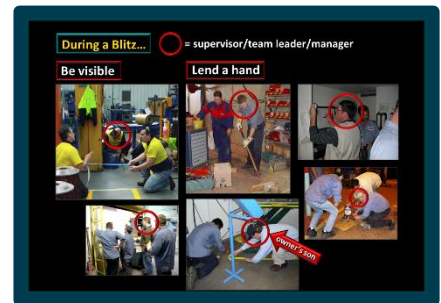 During a Blitz...
= supervisor/team leader/manager
Be visible
Lend a hand
owner's son